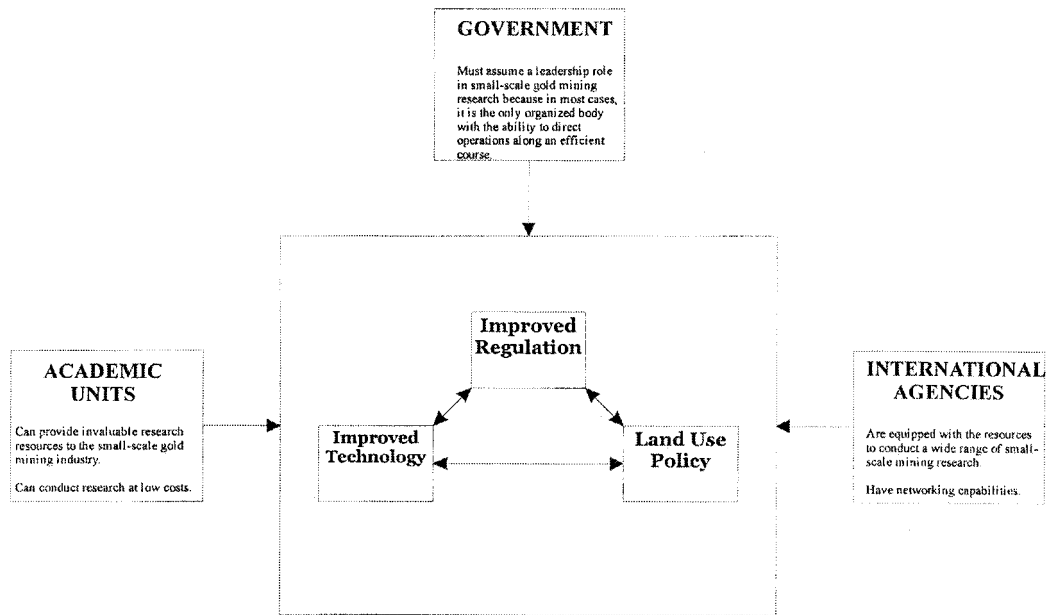 GOVERNMENT
Must assume a leadership role
in small-scale gold mining
research because in most cases,
it is the only organized body
with the ability to direct
operations along an efficient
course.
Improved
Regulation
ACADEMIC
UNITS
Can provide invaluable research
resources to the small-scale gold
mining industry.
Can conduct research at low costs.
Improved
Technology
Land Use
Policy
INTERNATIONAL
AGENCIES
Are equipped with the resources
to conduct a wide range of small-
scale mining research.
Have networking capabilities.